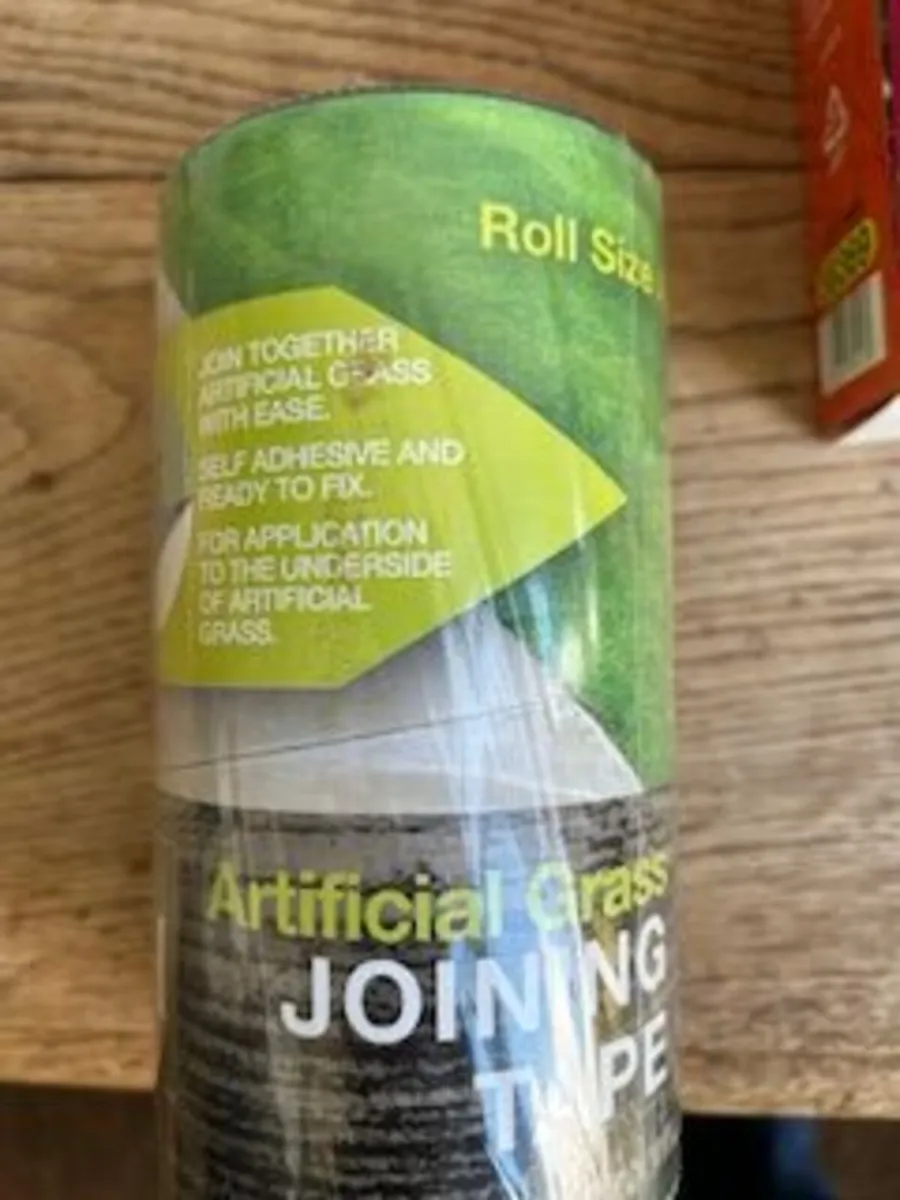 Roll Size
JOIN TOGETHER
ARTIFICIAL GRASS
WITH EASE.
SELF ADHESIVE AND
READY TO FIX.
FOR APPLICATION
TO THE UNDERSIDE
OF ARTIFICIAL
GRASS.
Artificial Grass
JOINING
TAPE